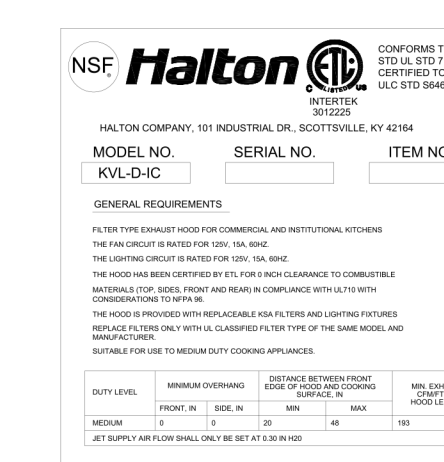 NSF
Halton
ETL
C LISTED US
INTERTEK
3012225
CONFORMS T
STD UL STD 7
CERTIFIED TO
ULC STD S646
HALTON COMPANY, 101 INDUSTRIAL DR., SCOTTSVILLE, KY 42164
MODEL NO. SERIAL NO. ITEM NO
KVL-D-IC
GENERAL REQUIREMENTS
FILTER TYPE EXHAUST HOOD FOR COMMERCIAL AND INSTITUTIONAL KITCHENS
THE FAN CIRCUIT IS RATED FOR 125V, 15A, 60HZ.
THE LIGHTING CIRCUIT IS RATED FOR 125V, 15A, 60HZ.
THE HOOD HAS BEEN CERTIFIED BY ETL FOR 0 INCH CLEARANCE TO COMBUSTIBLE
MATERIALS (TOP, SIDES, FRONT AND REAR) IN COMPLIANCE WITH UL710 WITH
CONSIDERATIONS TO NFPA 96.
THE HOOD IS PROVIDED WITH REPLACEABLE KSA FILTERS AND LIGHTING FIXTURES
REPLACE FILTERS ONLY WITH UL CLASSIFIED FILTER TYPE OF THE SAME MODEL AND
MANUFACTURER.
SUITABLE FOR USE TO MEDIUM DUTY COOKING APPLIANCES.
DUTY LEVEL
MINIMUM OVERHANG
DISTANCE BETWEEN FRONT
EDGE OF HOOD AND COOKING
SURFACE, IN
MIN. EXH
CFM/FT
HOOD LE
FRONT, IN SIDE, IN MIN MAX
MEDIUM 0 0 20 48 193
JET SUPPLY AIR FLOW SHALL ONLY BE SET AT 0.30 IN H20